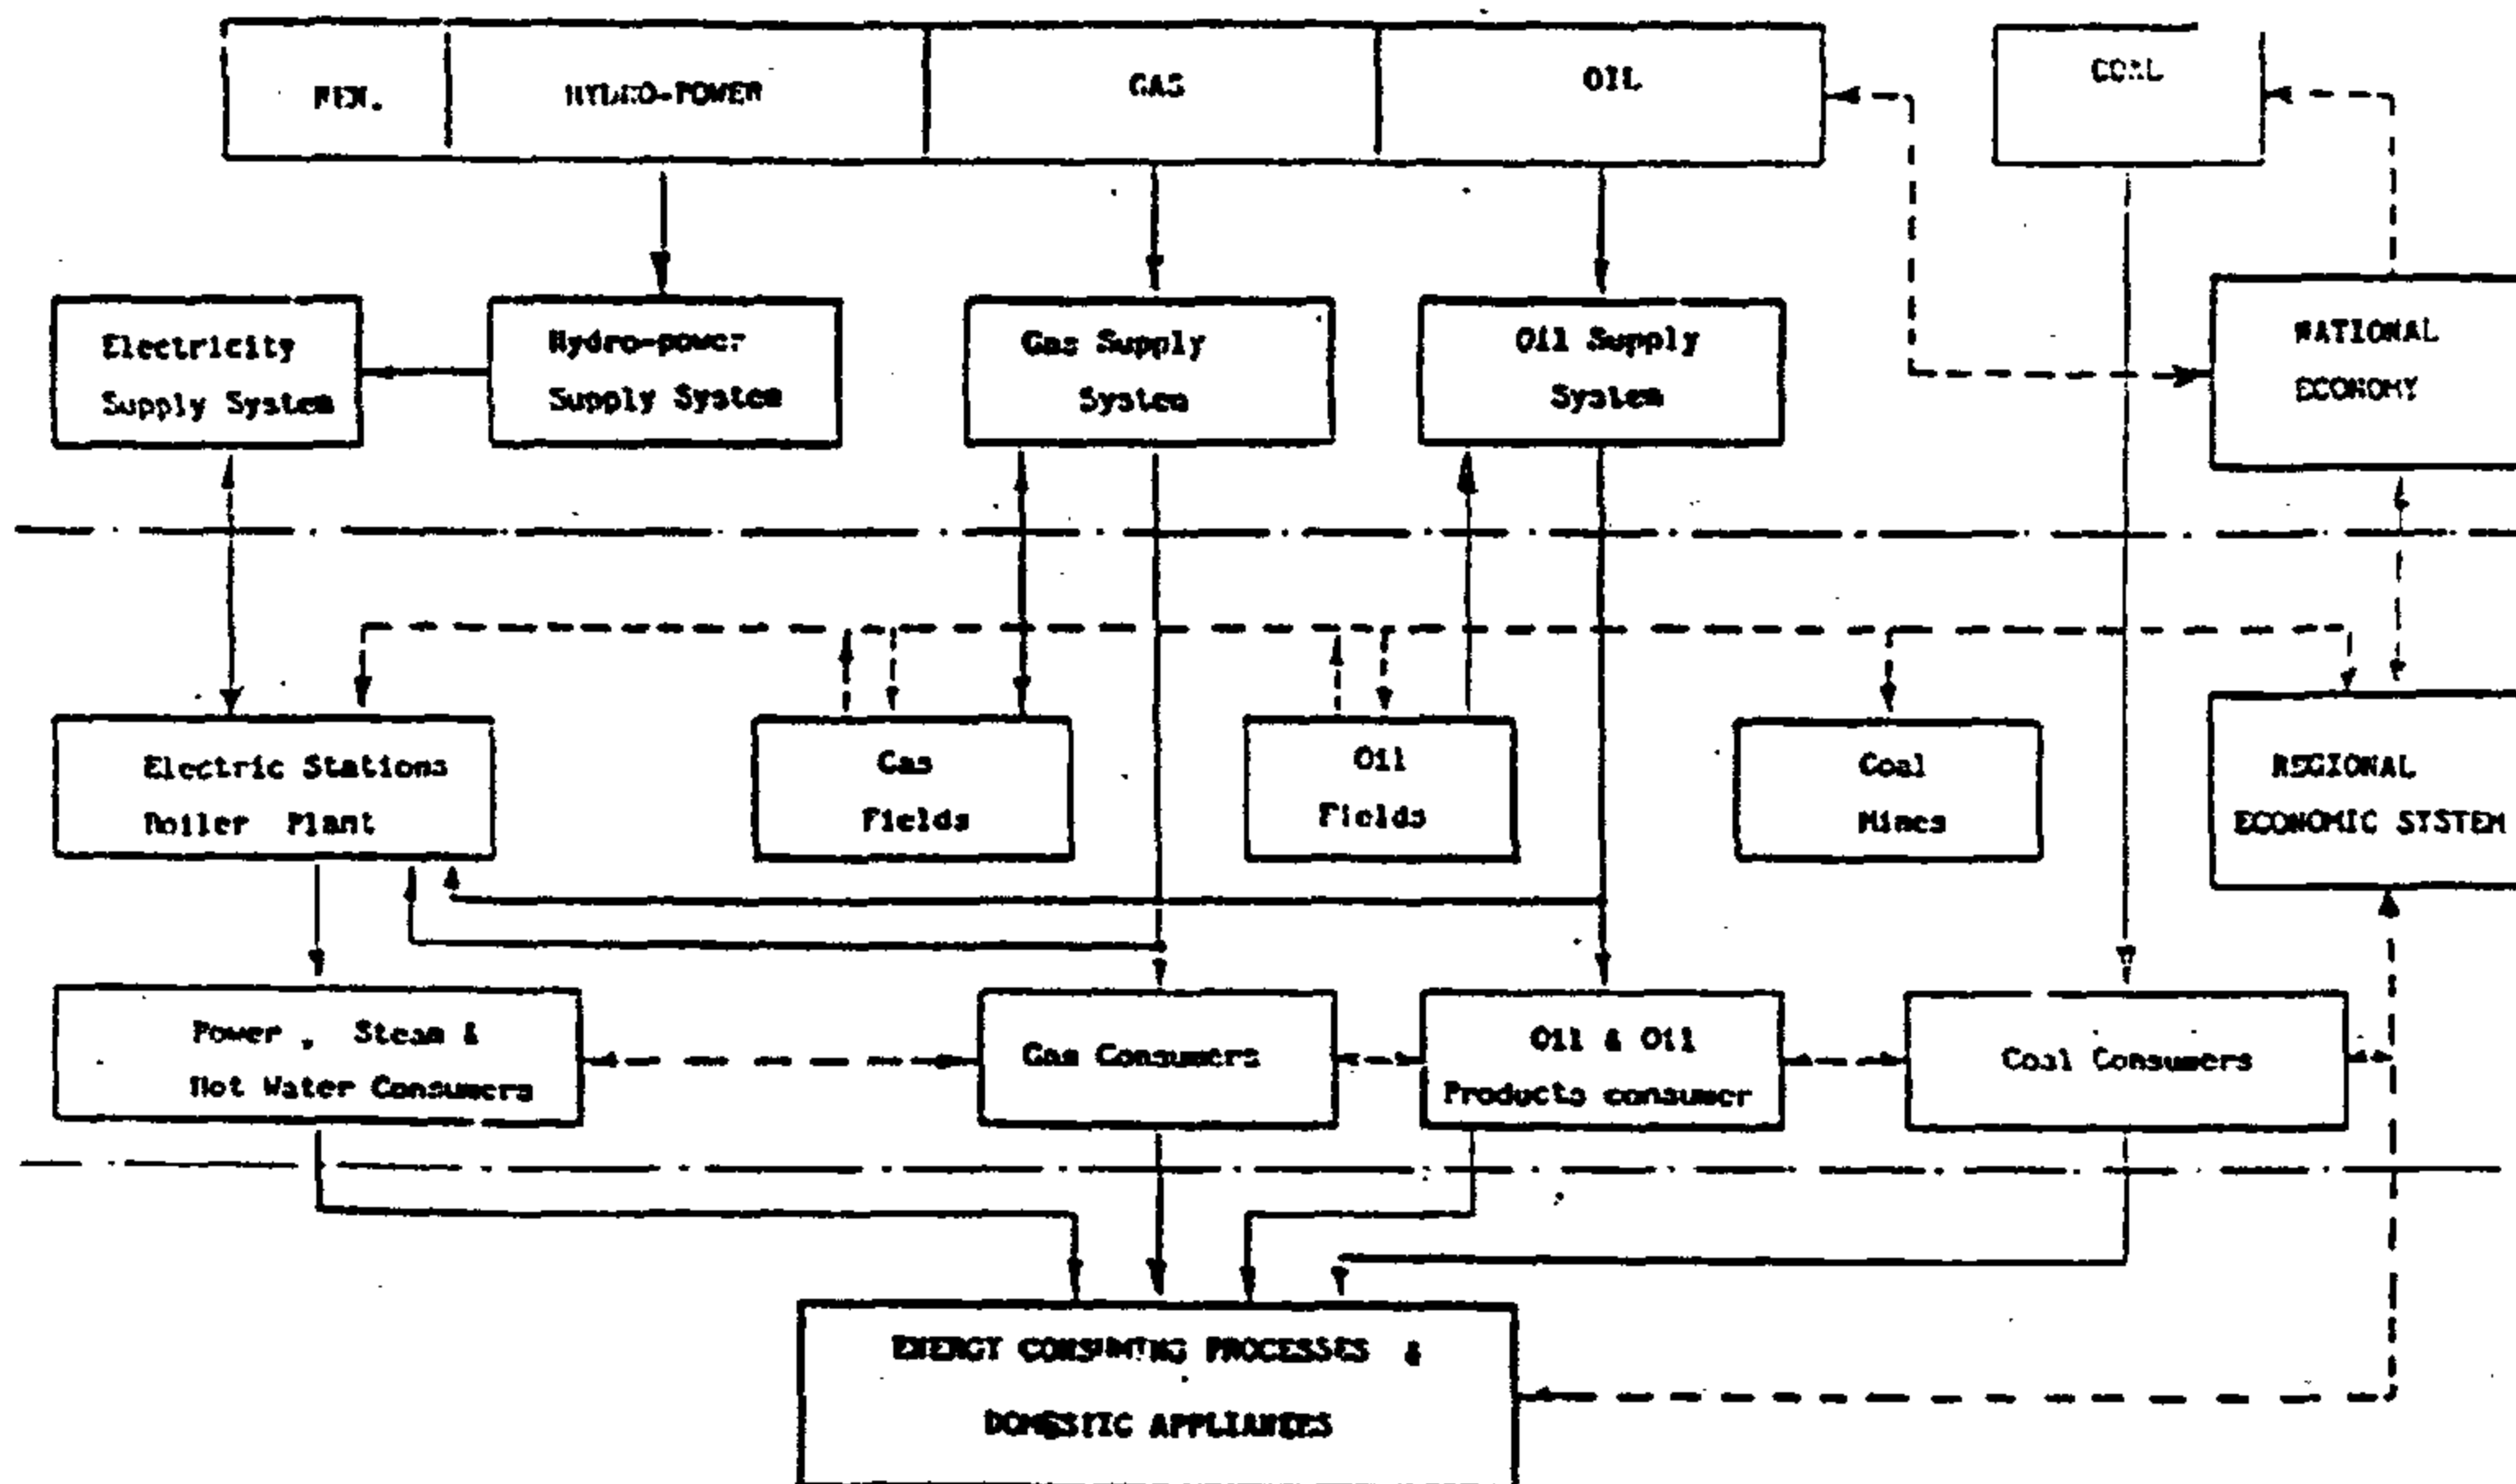 REN.
HYDRO-POWER
GAS
OIL
COAL
Electricity
Supply System
Hydro-power
Supply System
Gas Supply
System
Oil Supply
System
NATIONAL
ECONOMY
Electric Stations
Boiler Plant
Gas
Fields
Oil
Fields
Coal
Mines
REGIONAL
ECONOMIC SYSTEM
Power , Steam &
Hot Water Consumers
Gas Consumers
Oil & Oil
Products consumer
Coal Consumers
ENERGY CONSUMING PROCESSES &
DOMESTIC APPLIANCES